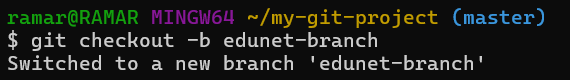 ramar@RAMAR MINGW64 ~/my-git-project (master)
$ git checkout -b edunet-branch
Switched to a new branch 'edunet-branch'